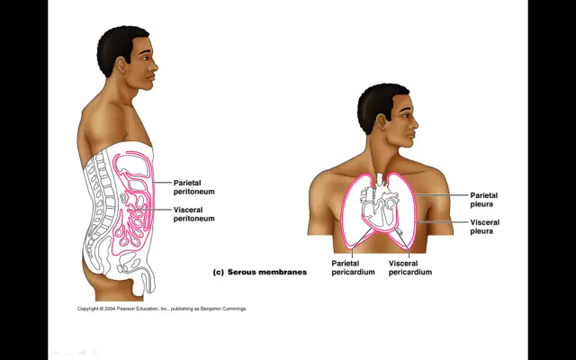 Parietal
peritoneum
Visceral
peritoneum
Parietal
pleura
Visceral
pleura
Parietal
pericardium
Visceral
pericardium
(c) Serous membranes
Copyright © 2004 Pearson Education, Inc., publishing as Benjamin Cummings